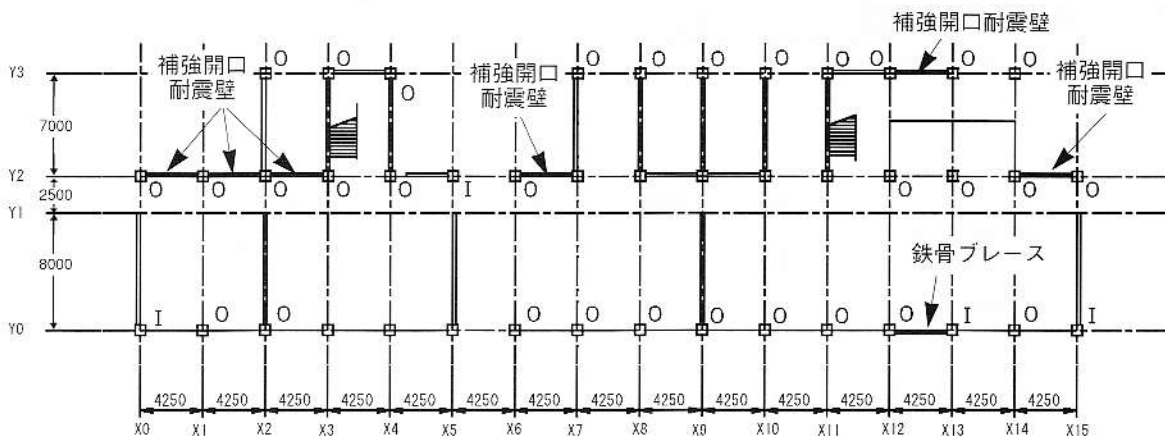 補強開口耐震壁
補強開口
耐震壁
補強開口
耐震壁
補強開口
耐震壁
Y3
O O O O O O O O O O O
7000
Y2
O O O O I O O O O O O O
2500
Y1
8000
鉄骨ブレース
Y0
I O O O O O O O O O I O I
4250 4250 4250 4250 4250 4250 4250 4250 4250 4250 4250 4250 4250 4250 4250
X0 X1 X2 X3 X4 X5 X6 X7 X8 X9 X10 X11 X12 X13 X14 X15